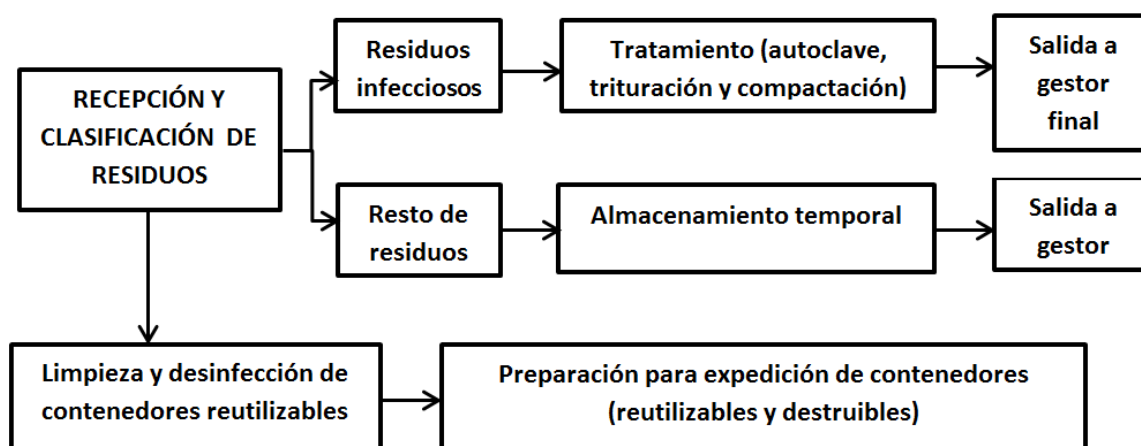 RECEPCIÓN Y
CLASIFICACIÓN DE
RESIDUOS
Residuos
infecciosos
Tratamiento (autoclave,
trituración y compactación)
Salida a
gestor
final
Resto de
residuos
Almacenamiento temporal
Salida a
gestor
Limpieza y desinfección de
contenedores reutilizables
Preparación para expedición de contenedores
(reutilizables y destruibles)